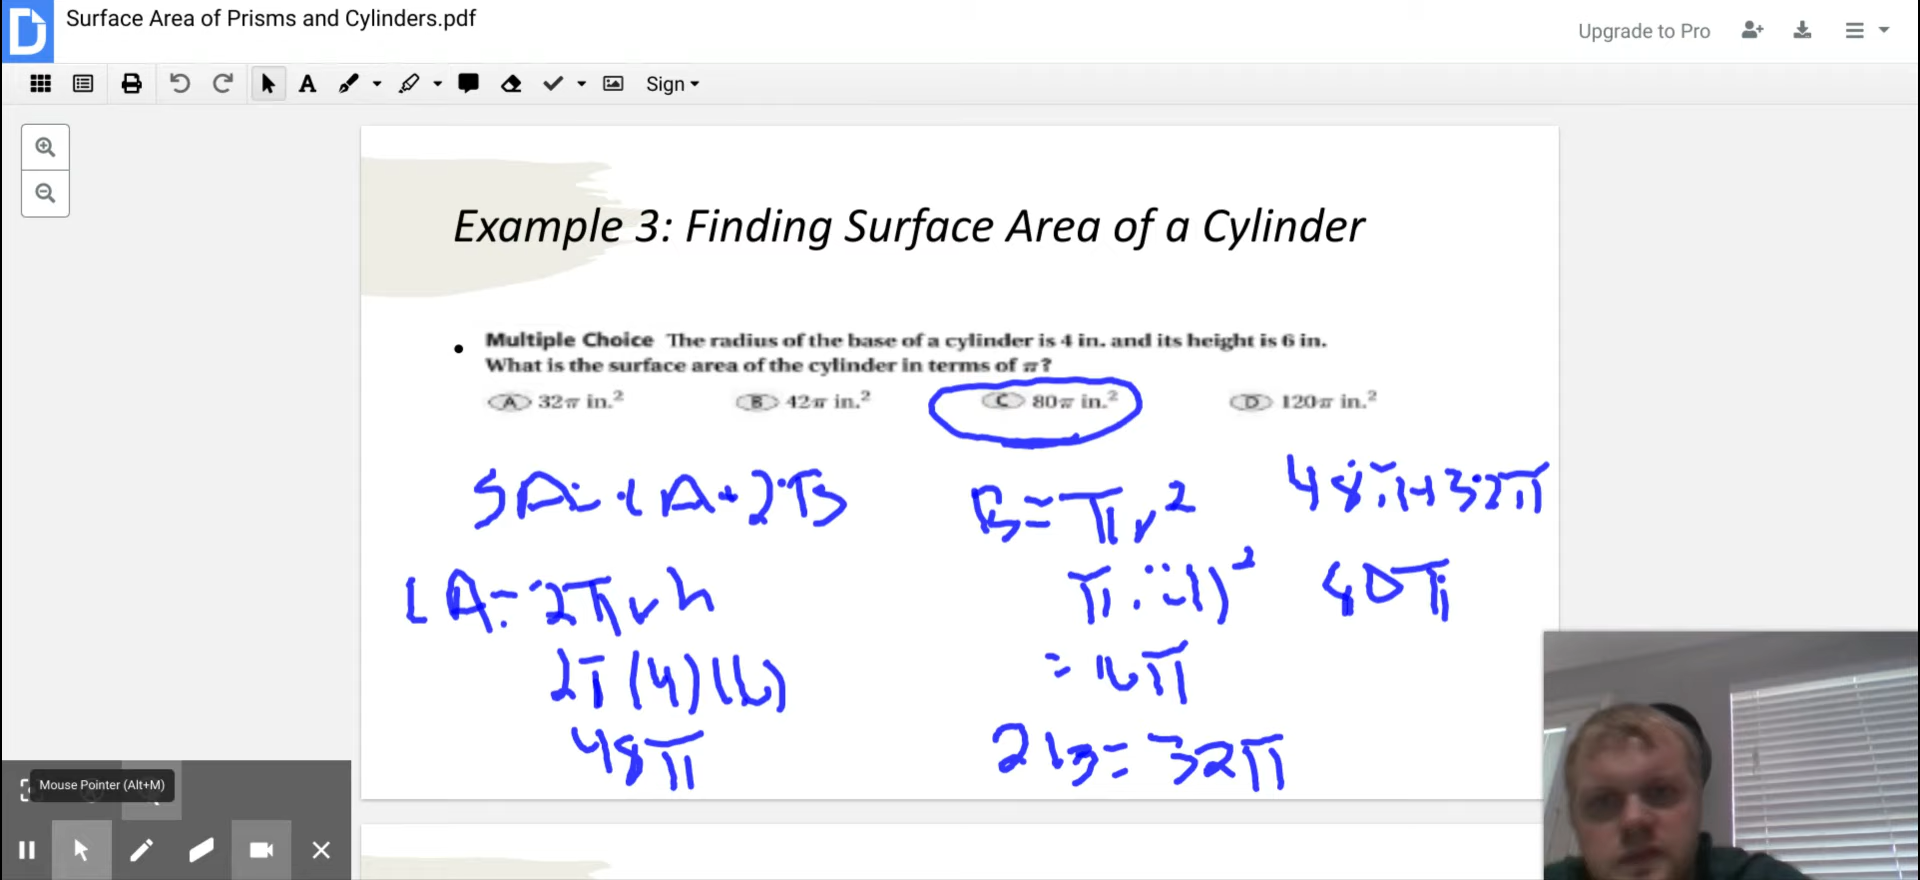 Surface Area of Prisms and Cylinders.pdf
Upgrade to Pro
A
Sign
Example 3: Finding Surface Area of a Cylinder
• Multiple Choice The radius of the base of a cylinder is 4 in. and its height is 6 in.
What is the surface area of the cylinder in terms of π?
A 32π in.² B 42π in.² C 80π in.² D 120π in.²
SA = LA + 2B
LA = 2πrh
2π(4)(6)
48π
B = πr²
= 16π
2B = 32π
48π + 32π
80π
Mouse Pointer (Alt+M)